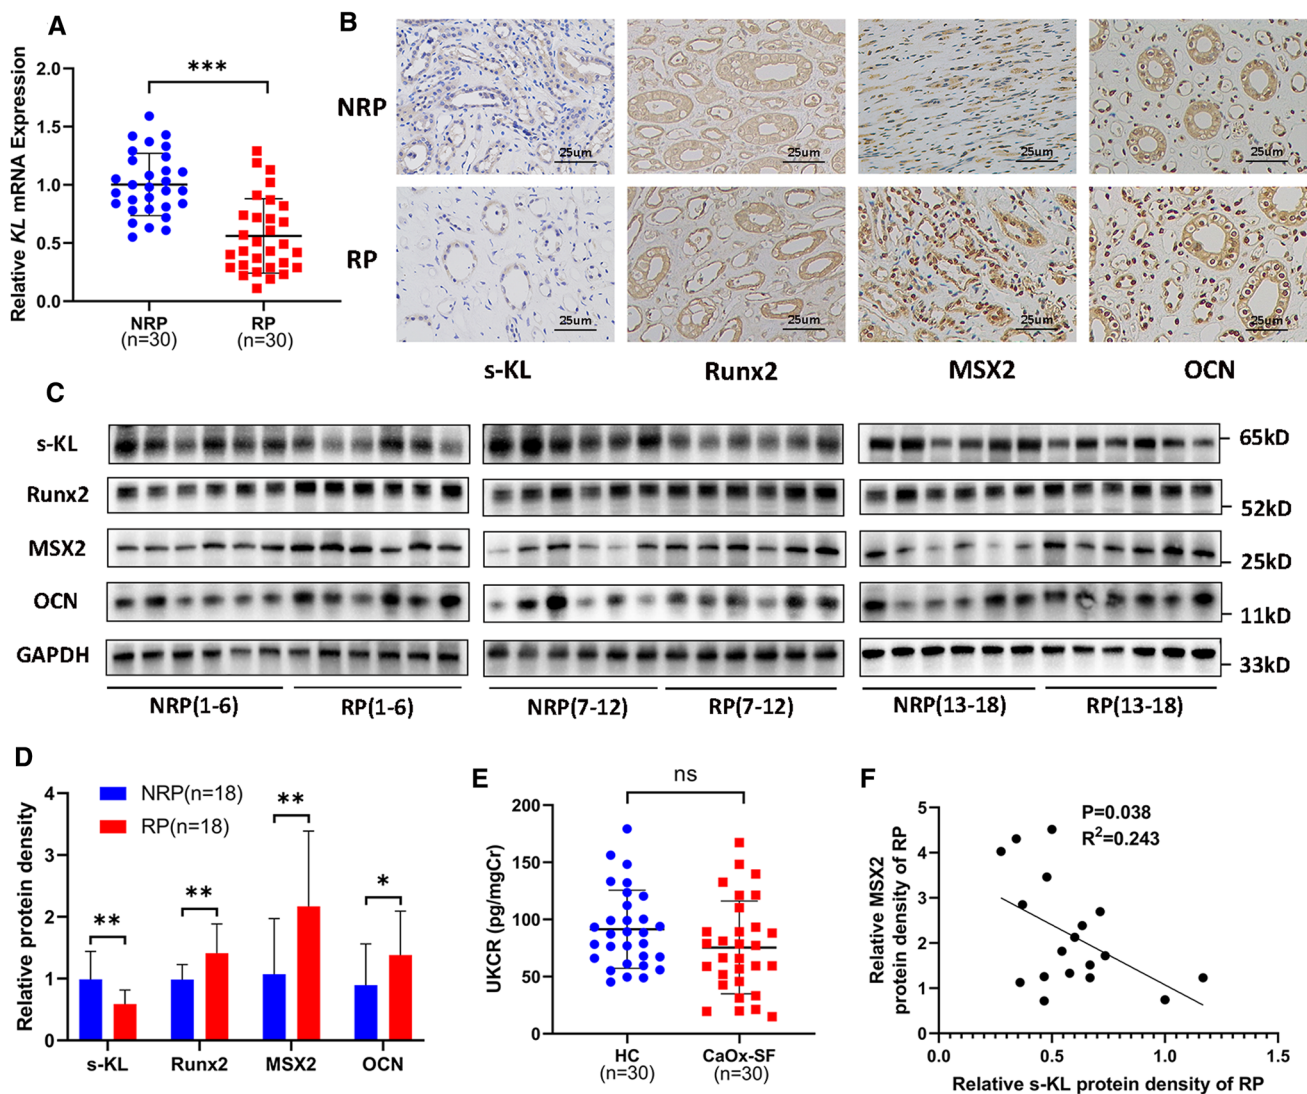 A
Relative KL mRNA Expression
2.0
1.5
1.0
0.5
0.0
***
NRP
(n=30)
RP
(n=30)
B
NRP
RP
25um
25um
25um
25um
25um
25um
25um
25um
s-KL
Runx2
MSX2
OCN
C
s-KL
65kD
Runx2
52kD
MSX2
25kD
OCN
11kD
GAPDH
33kD
NRP(1-6)
RP(1-6)
NRP(7-12)
RP(7-12)
NRP(13-18)
RP(13-18)
D
Relative protein density
4
3
2
1
0
NRP(n=18)
RP(n=18)
**
**
**
*
s-KL
Runx2
MSX2
OCN
E
UKCR (pg/mgCr)
200
150
100
50
0
ns
HC
(n=30)
CaOx-SF
(n=30)
F
Relative MSX2
protein density of RP
5
4
3
2
1
0
P=0.038
R²=0.243
0.0
0.5
1.0
1.5
Relative s-KL protein density of RP